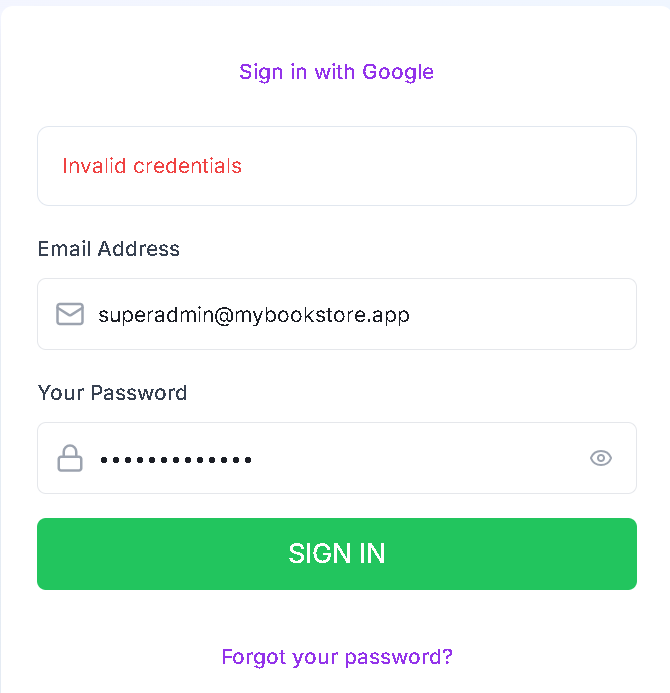 Sign in with Google
Invalid credentials
Email Address
superadmin@mybookstore.app
Your Password
•••••••••••••
SIGN IN
Forgot your password?